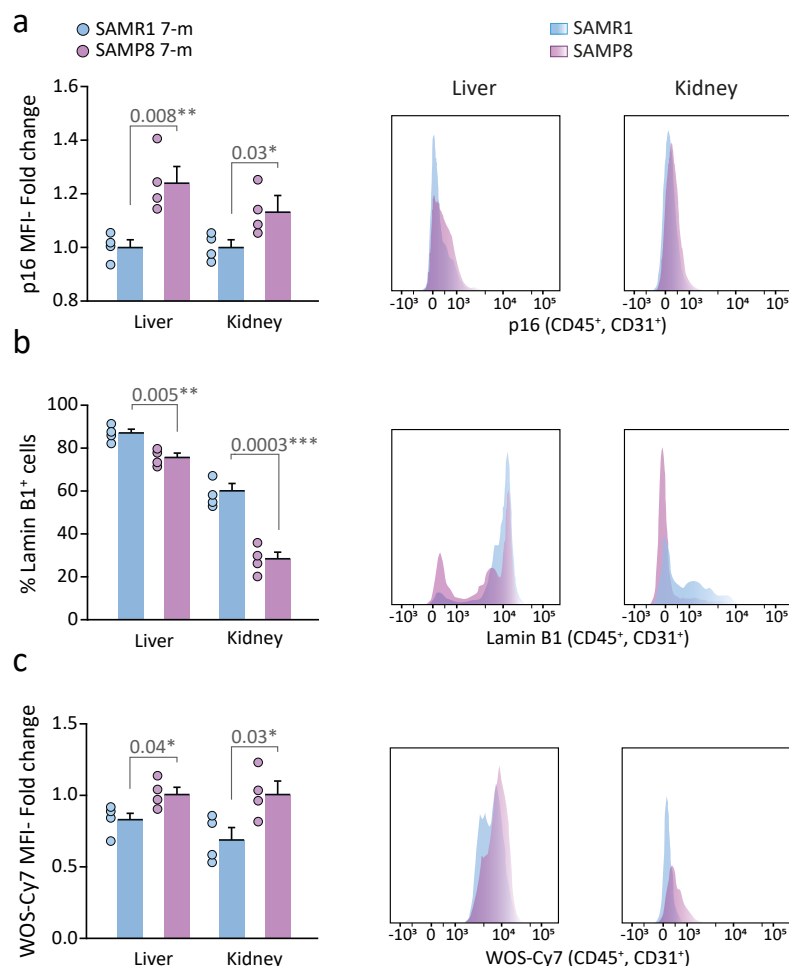 a
SAMR1 7-m
SAMP8 7-m
SAMR1
SAMP8
p16 MFI- Fold change
1.6
1.4
1.2
1.0
0.8
0.008**
0.03*
Liver Kidney
Liver Kidney
-10³ 0 10³ 10⁴ 10⁵
-10³ 0 10³ 10⁴ 10⁵
p16 (CD45⁺, CD31⁺)
b
% Lamin B1⁺ cells
100
80
60
40
20
0
0.005**
0.0003***
Liver Kidney
-10³ 0 10³ 10⁴ 10⁵
-10³ 0 10³ 10⁴ 10⁵
Lamin B1 (CD45⁺, CD31⁺)
c
WOS-Cy7 MFI- Fold change
1.5
1.0
0.5
0.0
0.04*
0.03*
Liver Kidney
-10³ 0 10³ 10⁴ 10⁵
-10³ 0 10³ 10⁴ 10⁵
WOS-Cy7 (CD45⁺, CD31⁺)